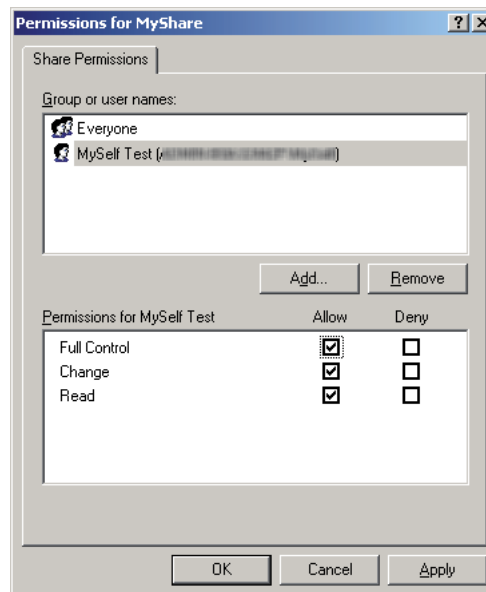 Permissions for MyShare
Share Permissions
Group or user names:
Everyone
MySelf Test (
Add... Remove
Permissions for MySelf Test Allow Deny
Full Control
Change
Read
OK Cancel Apply